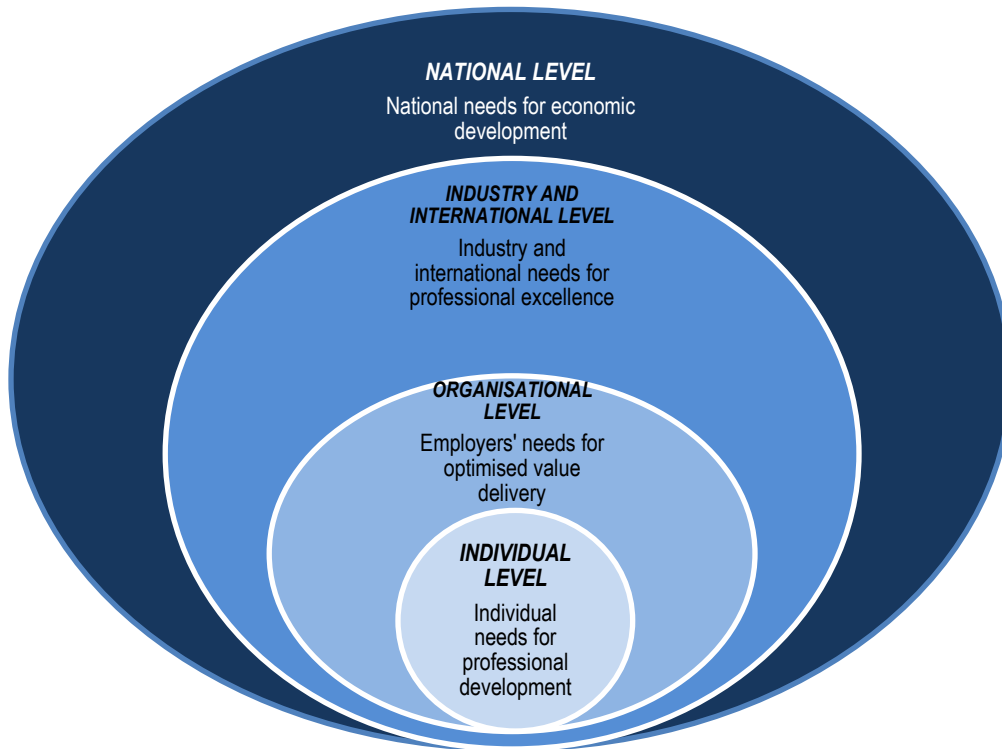 NATIONAL LEVEL
National needs for economic
development
INDUSTRY AND
INTERNATIONAL LEVEL
Industry and
international needs for
professional excellence
ORGANISATIONAL
LEVEL
Employers' needs for
optimised value
delivery
INDIVIDUAL
LEVEL
Individual
needs for
professional
development